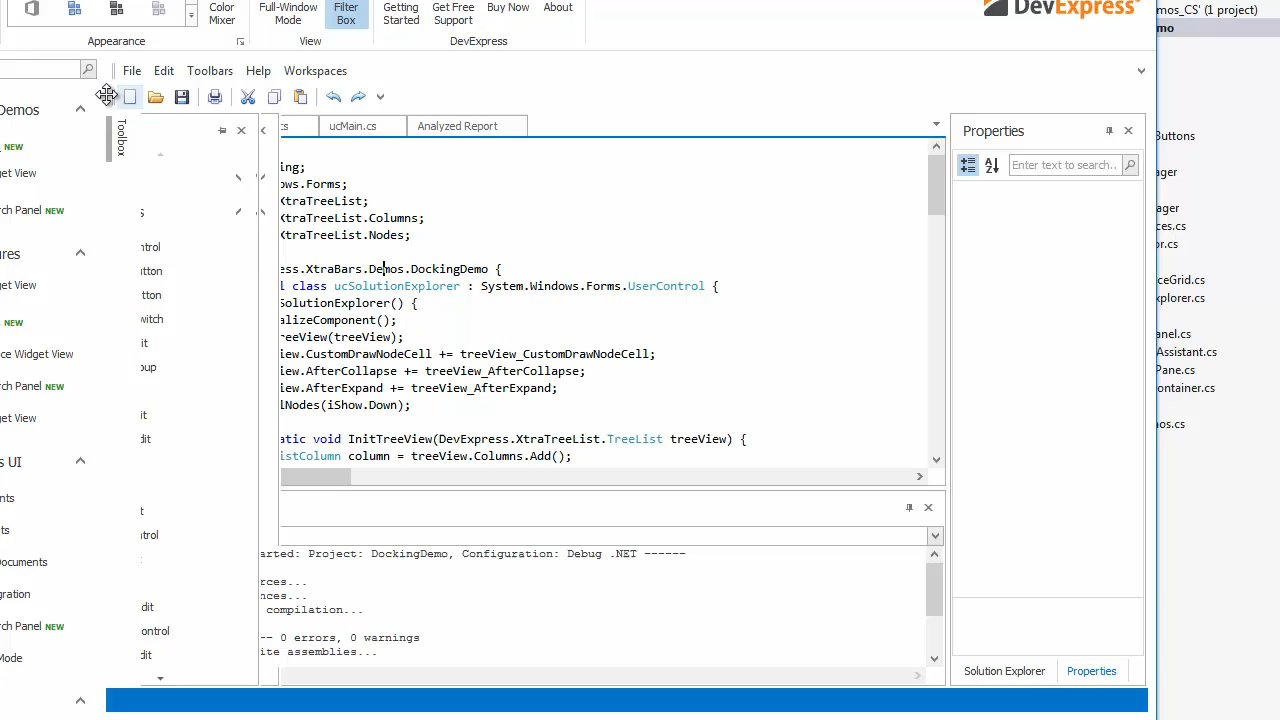 mos_CS' (1 project)
DevExpress
Color
Mixer
Full-Window
Mode
Filter
Box
Getting
Started
Get Free
Support
Buy Now
About
mo
Appearance
View
DevExpress
File
Edit
Toolbars
Help
Workspaces
Demos
NEW
et View
rch Panel NEW
ures
NEW
ce Widget View
rch Panel NEW
et View
s UI
nts
ots
ocuments
gration
rch Panel NEW
Mode
Toolbox
s
ntrol
tton
tton
witch
it
oup
it
dit
t
ntrol
dit
ontrol
dit
cs
ucMain.cs
Analyzed Report
ing;
ows.Forms;
XtraTreeList;
XtraTreeList.Columns;
XtraTreeList.Nodes;
ess.XtraBars.Demos.DockingDemo {
l class ucSolutionExplorer : System.Windows.Forms.UserControl {
SolutionExplorer() {
alizeComponent();
reeView(treeView);
iew.CustomDrawNodeCell += treeView_CustomDrawNodeCell;
iew.AfterCollapse += treeView_AfterCollapse;
iew.AfterExpand += treeView_AfterExpand;
lNodes(iShow.Down);
atic void InitTreeView(DevExpress.XtraTreeList.TreeList treeView) {
istColumn column = treeView.Columns.Add();
arted: Project: DockingDemo, Configuration: Debug .NET ------
rces...
nces...
compilation...
-- 0 errors, 0 warnings
ite assemblies...
Properties
Enter text to search...
Solution Explorer
Properties
Buttons
ager
ager
ces.cs
or.cs
iceGrid.cs
xplorer.cs
anel.cs
Assistant.cs
Pane.cs
ontainer.cs
mos.cs